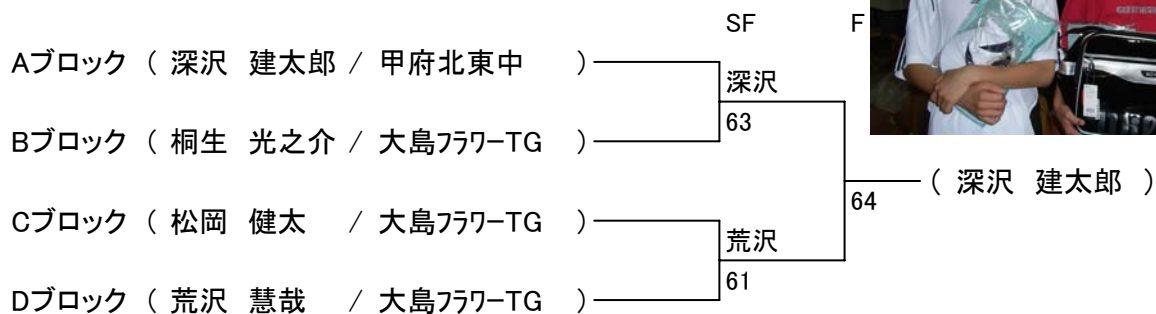 SF F
Aブロック ( 深沢 建太郎 / 甲府北東中 )
深沢
63
Bブロック ( 桐生 光之介 / 大島フラワーTG )
( 深沢 建太郎 )
64
Cブロック ( 松岡 健太 / 大島フラワーTG )
荒沢
61
Dブロック ( 荒沢 慧哉 / 大島フラワーTG )